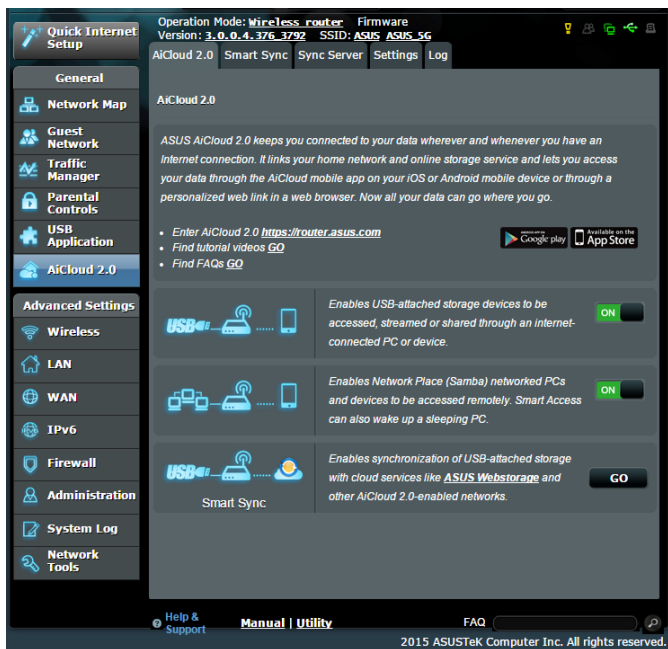 Quick Internet
Setup
Operation Mode: Wireless router Firmware
Version: 3.0.0.4.376_3792 SSID: ASUS ASUS_5G
AiCloud 2.0 Smart Sync Sync Server Settings Log
General
Network Map
Guest
Network
Traffic
Manager
Parental
Controls
USB
Application
AiCloud 2.0
Advanced Settings
Wireless
LAN
WAN
IPv6
Firewall
Administration
System Log
Network
Tools
AiCloud 2.0
ASUS AiCloud 2.0 keeps you connected to your data wherever and whenever you have an
Internet connection. It links your home network and online storage service and lets you access
your data through the AiCloud mobile app on your iOS or Android mobile device or through a
personalized web link in a web browser. Now all your data can go where you go.
• Enter AiCloud 2.0 https://router.asus.com
• Find tutorial videos GO
• Find FAQs GO
Google play
Available on the
App Store
USB
Enables USB-attached storage devices to be
accessed, streamed or shared through an internet-
connected PC or device.
ON
Enables Network Place (Samba) networked PCs
and devices to be accessed remotely. Smart Access
can also wake up a sleeping PC.
ON
USB
Smart Sync
Enables synchronization of USB-attached storage
with cloud services like ASUS Webstorage and
other AiCloud 2.0-enabled networks.
GO
Help &
Support
Manual | Utility
FAQ
2015 ASUSTeK Computer Inc. All rights reserved.